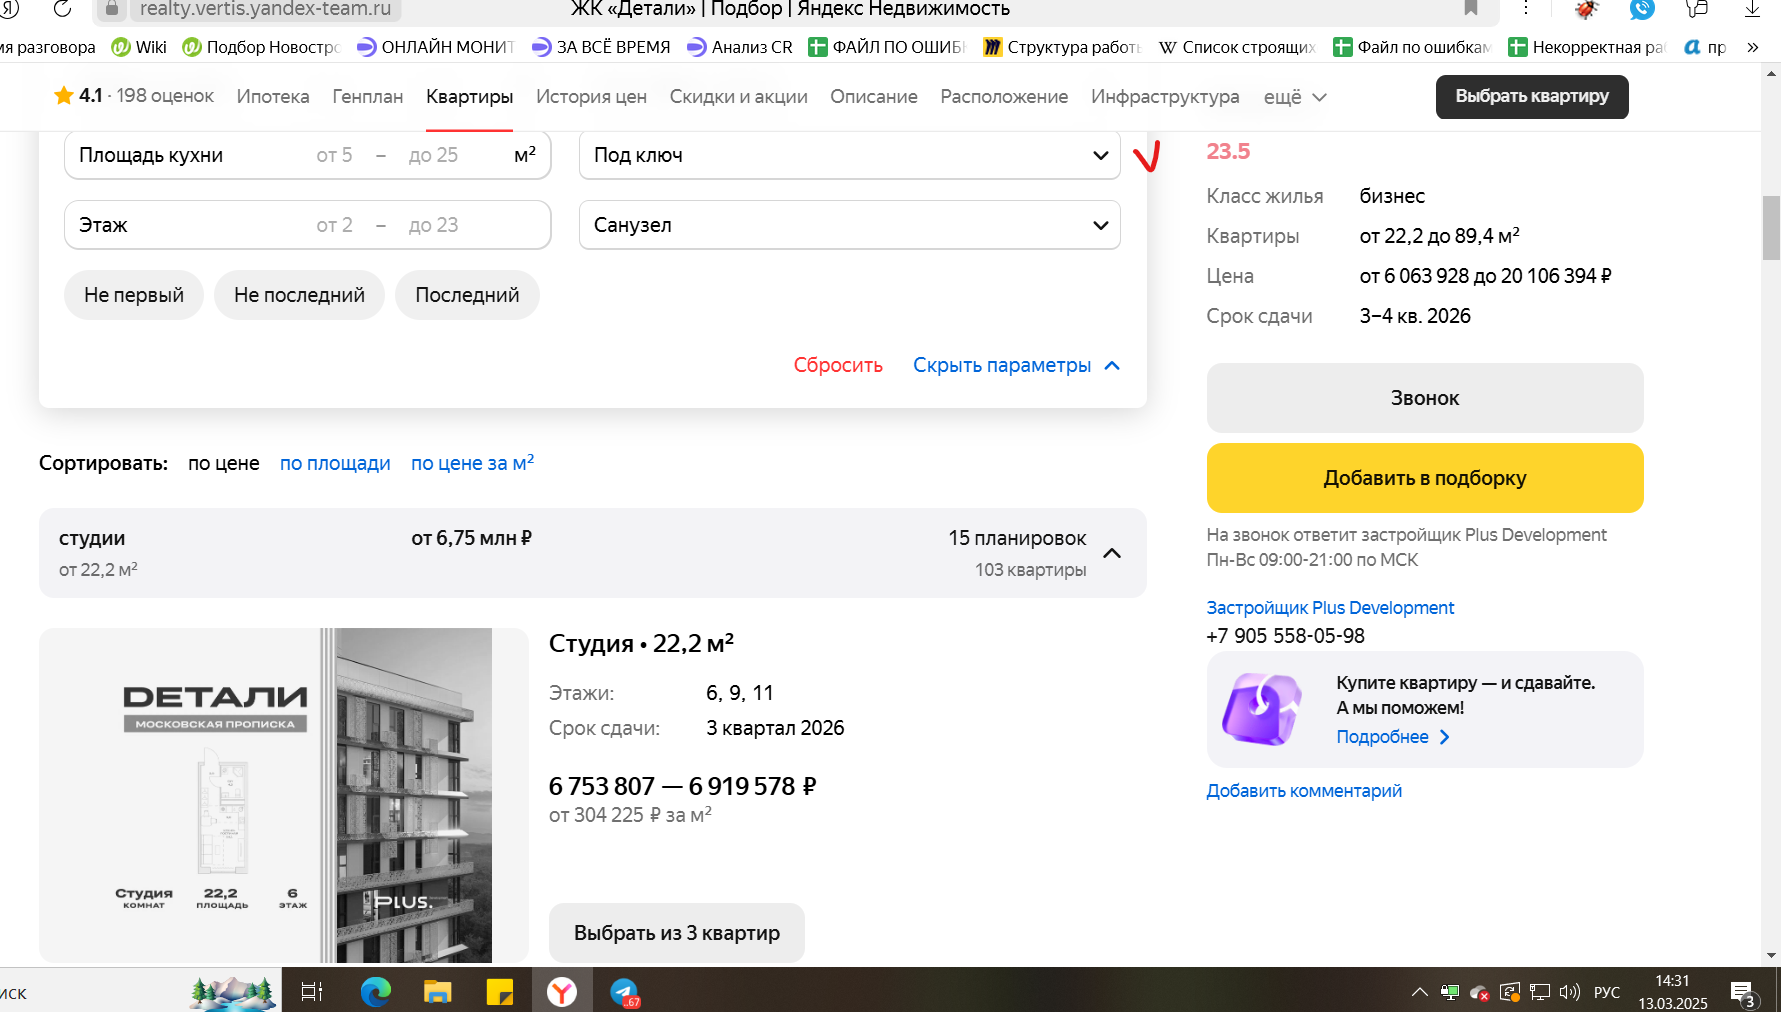 realty.vertis.yandex-team.ru
ЖК «Детали» | Подбор | Яндекс Недвижимость
мя разговора
Wiki
Подбор Новостро
ОНЛАЙН МОНИТ
ЗА ВСЁ ВРЕМЯ
Анализ CR
ФАЙЛ ПО ОШИБ
Структура работ
Список строящих
Файл по ошибкам
Некорректная ра
пр
»
4.1 · 198 оценок
Ипотека
Генплан
Квартиры
История цен
Скидки и акции
Описание
Расположение
Инфраструктура
ещё
Выбрать квартиру
Площадь кухни от 5 – до 25 м²
Под ключ
Этаж от 2 – до 23
Санузел
Не первый
Не последний
Последний
Сбросить
Скрыть параметры
Сортировать: по цене по площади по цене за м²
студии
от 22,2 м²
от 6,75 млн ₽
15 планировок
103 квартиры
DЕТАЛИ
МОСКОВСКАЯ ПРОПИСКА
Студия 22,2 6
КОМНАТ ПЛОЩАДЬ ЭТАЖ
PLUS.
Студия • 22,2 м²
Этажи: 6, 9, 11
Срок сдачи: 3 квартал 2026
6 753 807 — 6 919 578 ₽
от 304 225 ₽ за м²
Выбрать из 3 квартир
23.5
Класс жилья бизнес
Квартиры от 22,2 до 89,4 м²
Цена от 6 063 928 до 20 106 394 ₽
Срок сдачи 3–4 кв. 2026
Звонок
Добавить в подборку
На звонок ответит застройщик Plus Development
Пн-Вс 09:00-21:00 по МСК
Застройщик Plus Development
+7 905 558-05-98
Купите квартиру — и сдавайте.
А мы поможем!
Подробнее
Добавить комментарий
иск
..67
РУС
14:31
13.03.2025
3